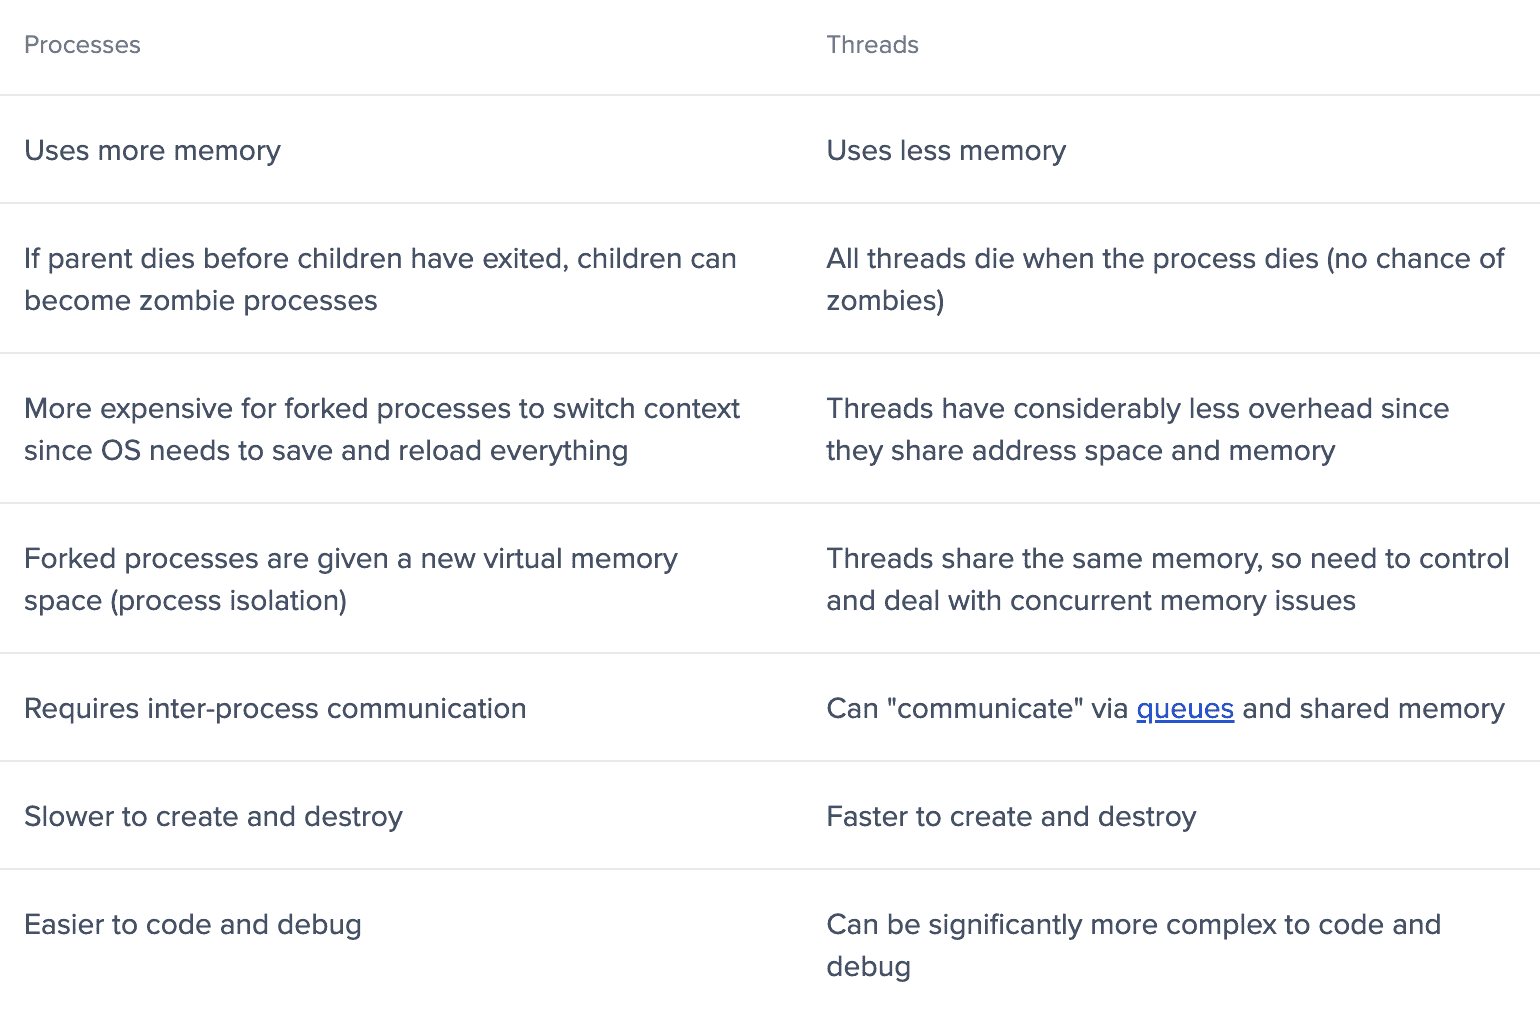 Processes
Threads
Uses more memory
Uses less memory
If parent dies before children have exited, children can
become zombie processes
All threads die when the process dies (no chance of
zombies)
More expensive for forked processes to switch context
since OS needs to save and reload everything
Threads have considerably less overhead since
they share address space and memory
Forked processes are given a new virtual memory
space (process isolation)
Threads share the same memory, so need to control
and deal with concurrent memory issues
Requires inter-process communication
Can "communicate" via queues and shared memory
Slower to create and destroy
Faster to create and destroy
Easier to code and debug
Can be significantly more complex to code and
debug